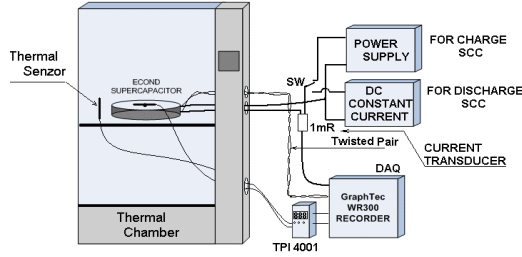 Thermal
Senzor
ECOND
SUPERCAPACITOR
Thermal
Chamber
SW
POWER
SUPPLY
FOR CHARGE
SCC
DC
CONSTANT
CURRENT
FOR DISCHARGE
SCC
1mR
Twisted Pair
CURRENT
TRANSDUCER
DAQ
GraphTec
WR300
RECORDER
TPI 4001